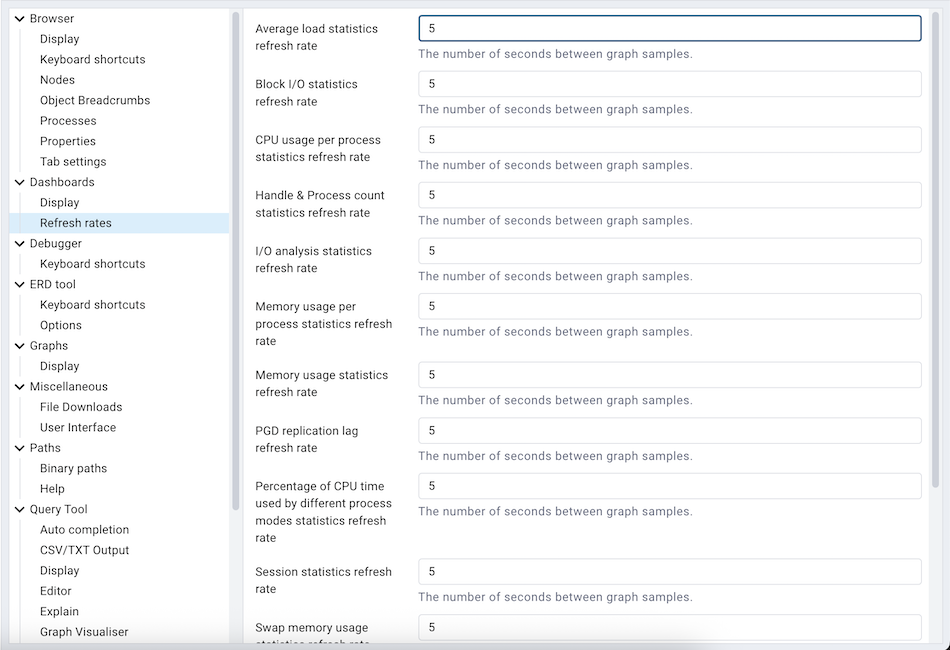 Browser
Display
Keyboard shortcuts
Nodes
Object Breadcrumbs
Processes
Properties
Tab settings
Dashboards
Display
Refresh rates
Debugger
Keyboard shortcuts
ERD tool
Keyboard shortcuts
Options
Graphs
Display
Miscellaneous
File Downloads
User Interface
Paths
Binary paths
Help
Query Tool
Auto completion
CSV/TXT Output
Display
Editor
Explain
Graph Visualiser
Average load statistics
refresh rate
5
The number of seconds between graph samples.
Block I/O statistics
refresh rate
5
The number of seconds between graph samples.
CPU usage per process
statistics refresh rate
5
The number of seconds between graph samples.
Handle & Process count
statistics refresh rate
5
The number of seconds between graph samples.
I/O analysis statistics
refresh rate
5
The number of seconds between graph samples.
Memory usage per
process statistics refresh
rate
5
The number of seconds between graph samples.
Memory usage statistics
refresh rate
5
The number of seconds between graph samples.
PGD replication lag
refresh rate
5
The number of seconds between graph samples.
Percentage of CPU time
used by different process
modes statistics refresh
rate
5
The number of seconds between graph samples.
Session statistics refresh
rate
5
The number of seconds between graph samples.
Swap memory usage
statistics refresh rate
5